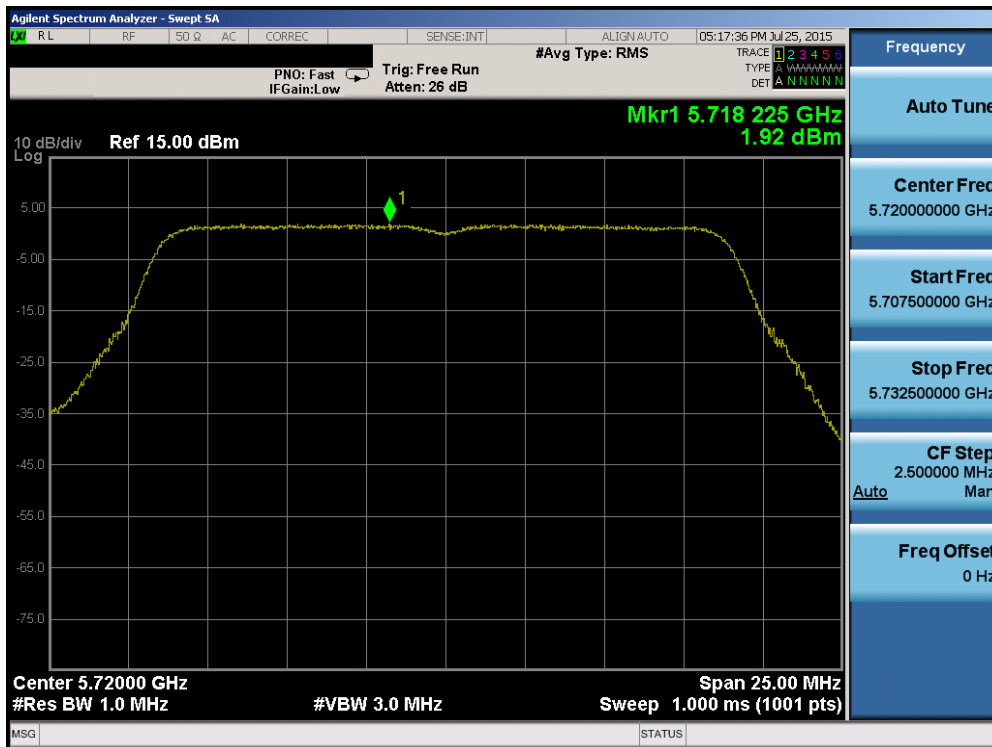 Agilent Spectrum Analyzer - Swept SA
LXI RL RF 50 Ω AC CORREC SENSE:INT ALIGN AUTO 05:17:36 PM Jul 25, 2015
#Avg Type: RMS
TRACE 1 2 3 4 5 6
TYPE A WWWWW
DET A N N N N N
PNO: Fast
IFGain:Low
Trig: Free Run
Atten: 26 dB
Mkr1 5.718 225 GHz
1.92 dBm
10 dB/div Ref 15.00 dBm
Log
1
5.00
-5.00
-15.0
-25.0
-35.0
-45.0
-55.0
-65.0
-75.0
Center 5.72000 GHz Span 25.00 MHz
#Res BW 1.0 MHz #VBW 3.0 MHz Sweep 1.000 ms (1001 pts)
MSG STATUS
Frequency
Auto Tune
Center Freq
5.720000000 GHz
Start Freq
5.707500000 GHz
Stop Freq
5.732500000 GHz
CF Step
2.500000 MHz
Auto Man
Freq Offset
0 Hz